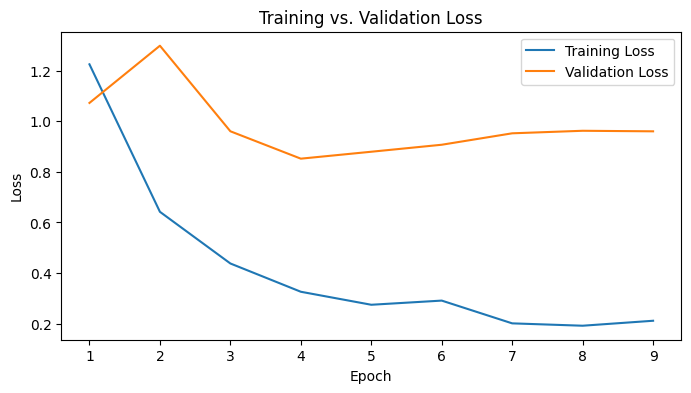 Training vs. Validation Loss
Training Loss
Validation Loss
Loss
1.2
1.0
0.8
0.6
0.4
0.2
1 2 3 4 5 6 7 8 9
Epoch